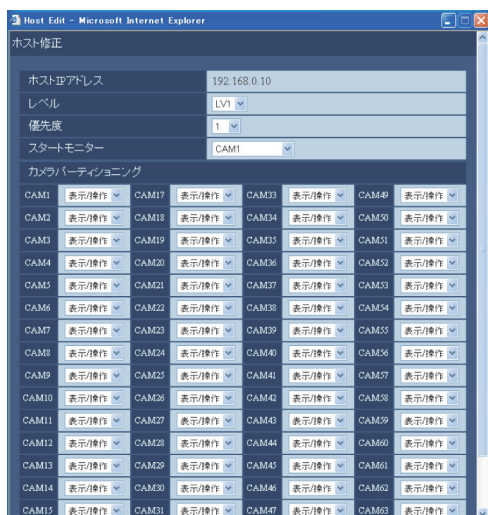 Host Edit - Microsoft Internet Explorer
ホスト修正
ホストIPアドレス 192.168.0.10
レベル LV1
優先度 1
スタートモニター CAM1
カメラパーティショニング
CAM1 表示/操作 CAM17 表示/操作 CAM33 表示/操作 CAM49 表示/操作
CAM2 表示/操作 CAM18 表示/操作 CAM34 表示/操作 CAM50 表示/操作
CAM3 表示/操作 CAM19 表示/操作 CAM35 表示/操作 CAM51 表示/操作
CAM4 表示/操作 CAM20 表示/操作 CAM36 表示/操作 CAM52 表示/操作
CAM5 表示/操作 CAM21 表示/操作 CAM37 表示/操作 CAM53 表示/操作
CAM6 表示/操作 CAM22 表示/操作 CAM38 表示/操作 CAM54 表示/操作
CAM7 表示/操作 CAM23 表示/操作 CAM39 表示/操作 CAM55 表示/操作
CAM8 表示/操作 CAM24 表示/操作 CAM40 表示/操作 CAM56 表示/操作
CAM9 表示/操作 CAM25 表示/操作 CAM41 表示/操作 CAM57 表示/操作
CAM10 表示/操作 CAM26 表示/操作 CAM42 表示/操作 CAM58 表示/操作
CAM11 表示/操作 CAM27 表示/操作 CAM43 表示/操作 CAM59 表示/操作
CAM12 表示/操作 CAM28 表示/操作 CAM44 表示/操作 CAM60 表示/操作
CAM13 表示/操作 CAM29 表示/操作 CAM45 表示/操作 CAM61 表示/操作
CAM14 表示/操作 CAM30 表示/操作 CAM46 表示/操作 CAM62 表示/操作
CAM15 表示/操作 CAM31 表示/操作 CAM47 表示/操作 CAM63 表示/操作